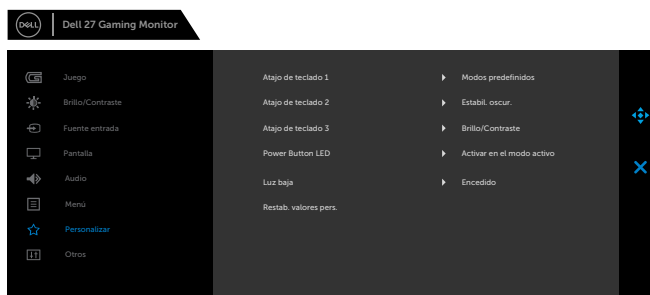 DELL Dell 27 Gaming Monitor
Juego
Brillo/Contraste
Fuente entrada
Pantalla
Audio
Menú
Personalizar
Otros
Atajo de teclado 1 Modos predefinidos
Atajo de teclado 2 Estabil. oscur.
Atajo de teclado 3 Brillo/Contraste
Power Button LED Activar en el modo activo
Luz baja Encedido
Restab. valores pers.